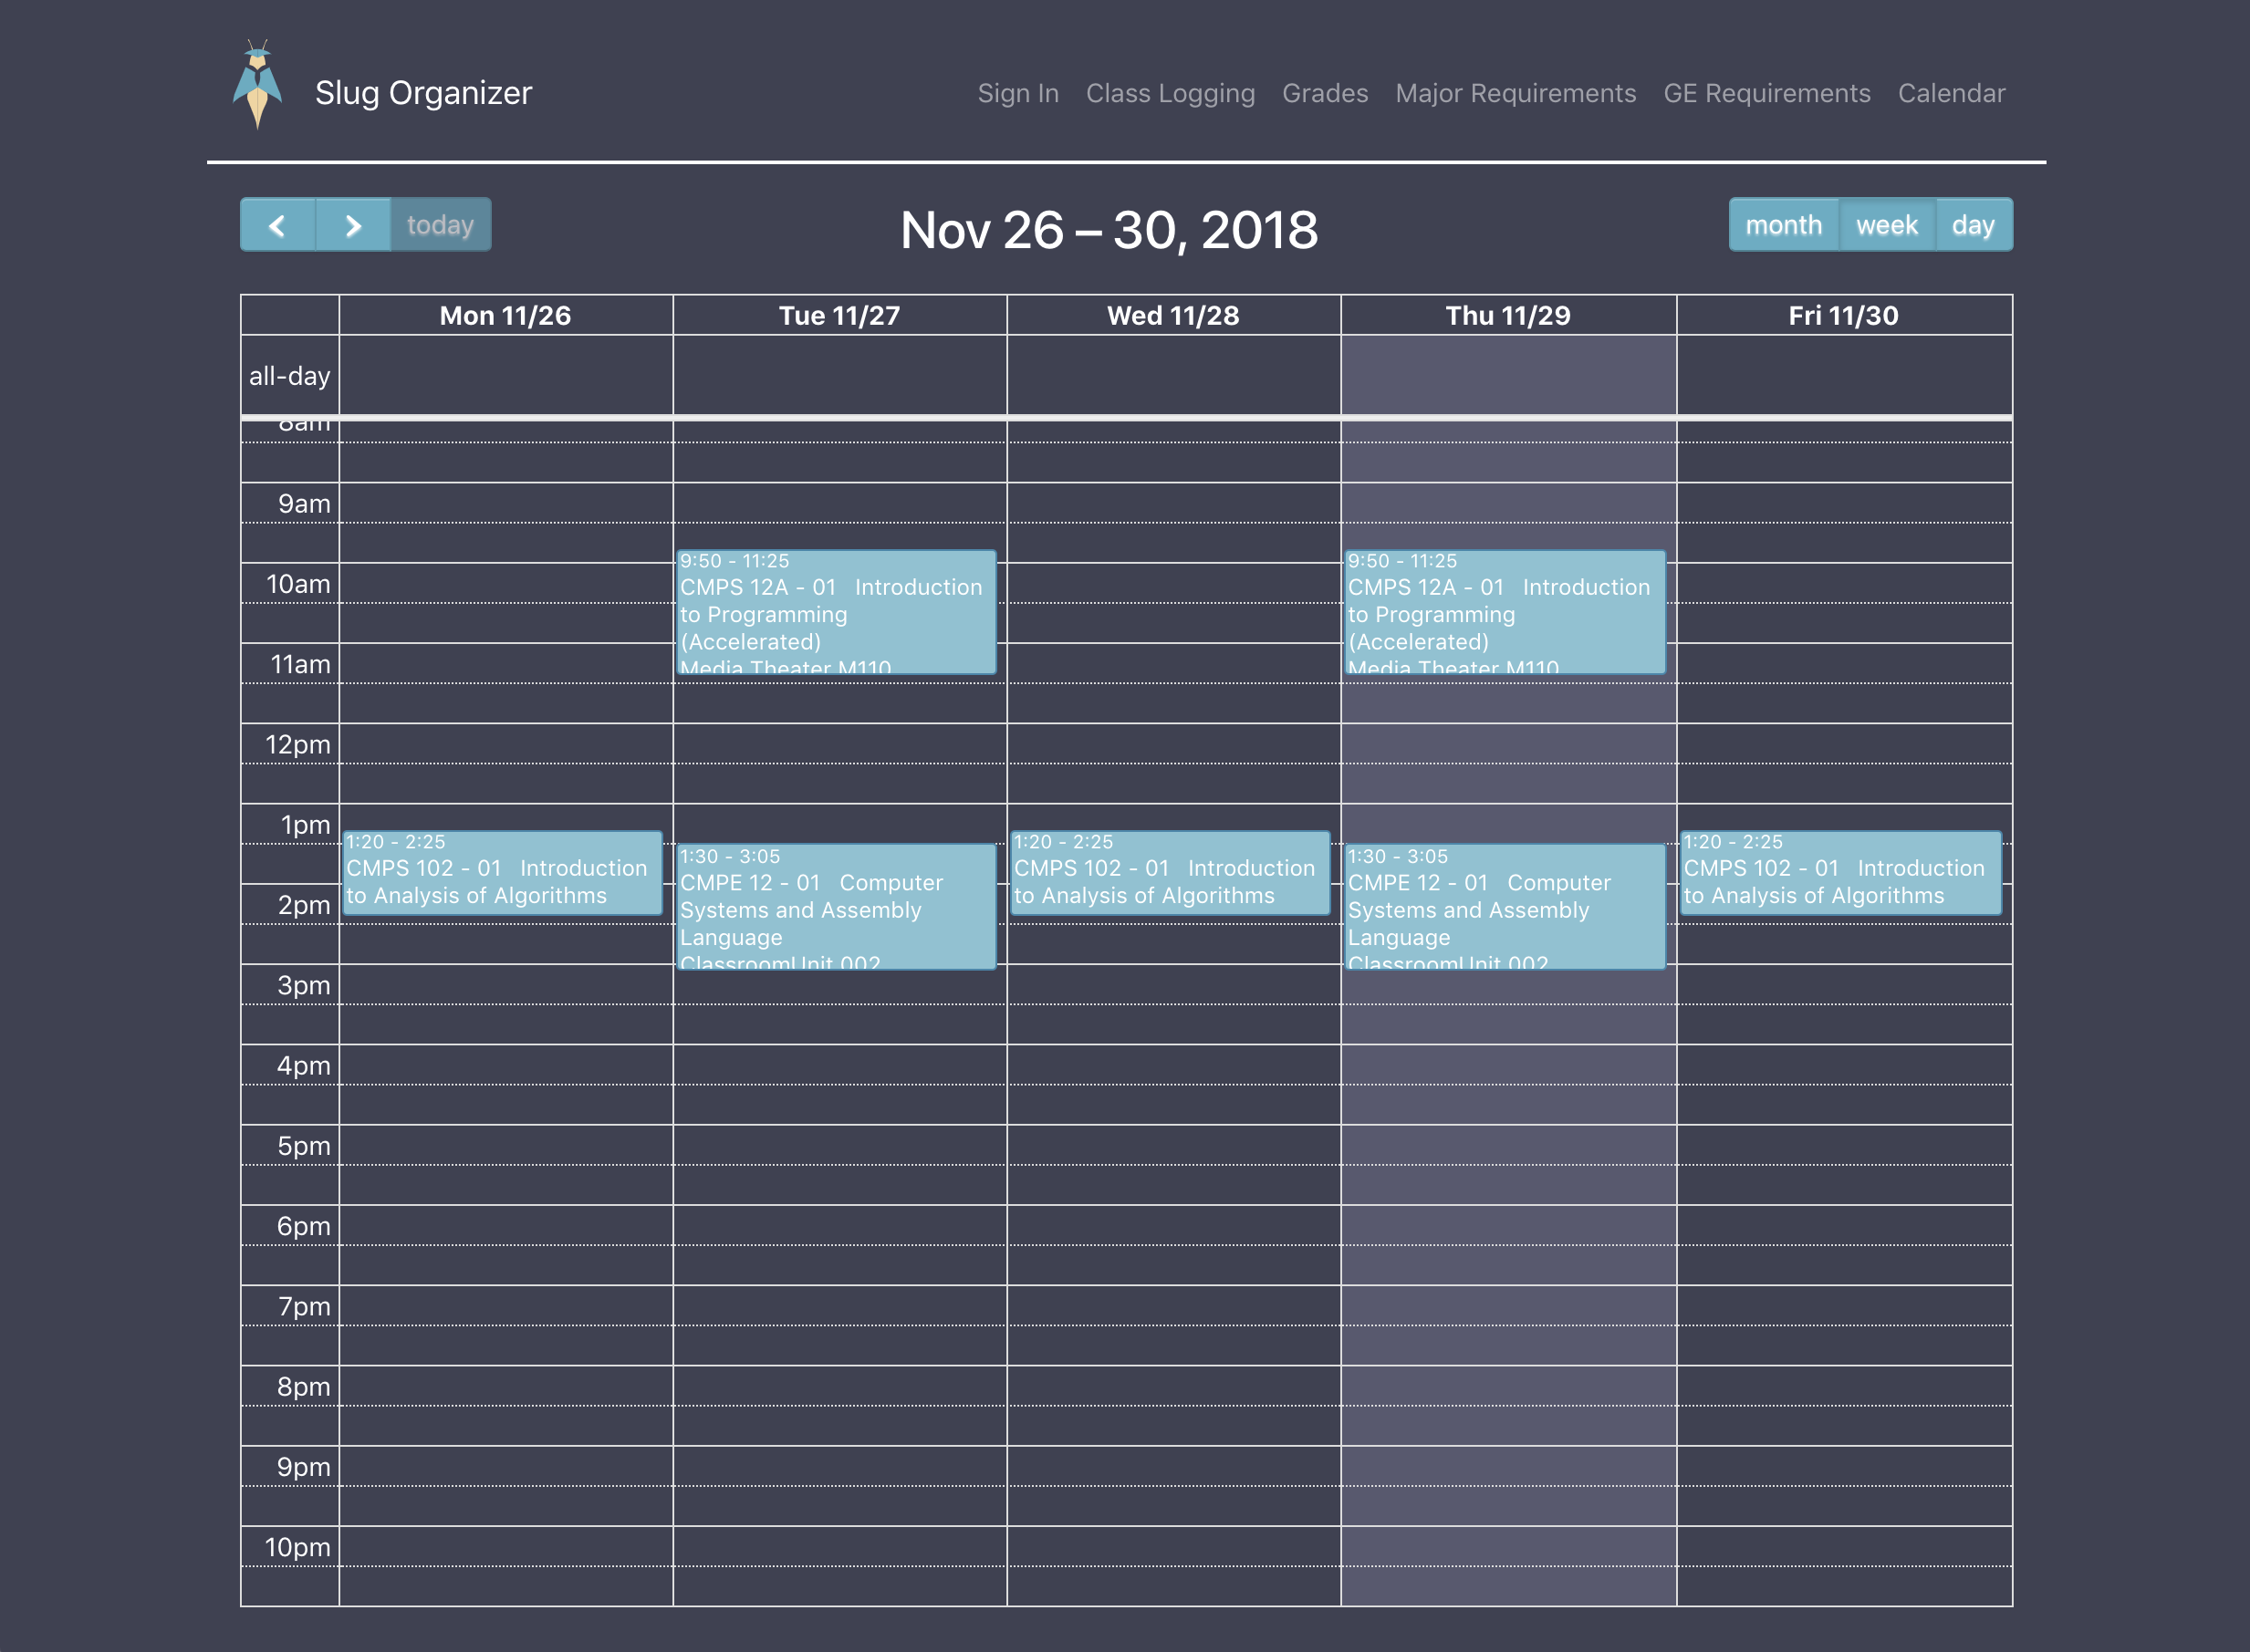 Slug Organizer
Sign In Class Logging Grades Major Requirements GE Requirements Calendar
today
Nov 26 – 30, 2018
month week day
Mon 11/26 Tue 11/27 Wed 11/28 Thu 11/29 Fri 11/30
all-day
8am
9am
9:50 - 11:25
CMPS 12A - 01 Introduction
to Programming
(Accelerated)
Media Theater M110
9:50 - 11:25
CMPS 12A - 01 Introduction
to Programming
(Accelerated)
Media Theater M110
10am
11am
12pm
1pm
1:20 - 2:25
CMPS 102 - 01 Introduction
to Analysis of Algorithms
1:30 - 3:05
CMPE 12 - 01 Computer
Systems and Assembly
Language
ClassroomUnit 002
1:20 - 2:25
CMPS 102 - 01 Introduction
to Analysis of Algorithms
1:30 - 3:05
CMPE 12 - 01 Computer
Systems and Assembly
Language
ClassroomUnit 002
1:20 - 2:25
CMPS 102 - 01 Introduction
to Analysis of Algorithms
2pm
3pm
4pm
5pm
6pm
7pm
8pm
9pm
10pm